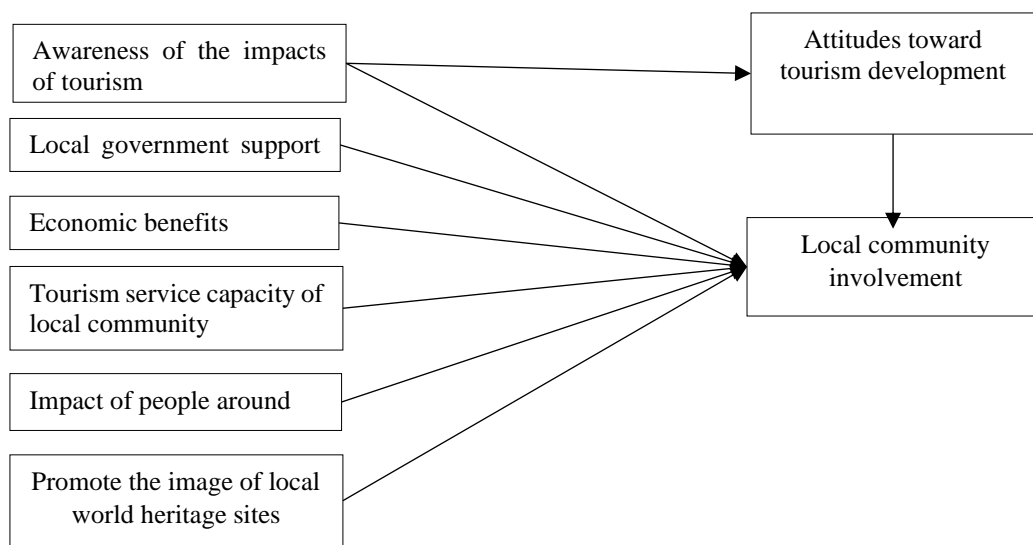 Awareness of the impacts
of tourism
Local government support
Economic benefits
Tourism service capacity of
local community
Impact of people around
Promote the image of local
world heritage sites
Attitudes toward
tourism development
Local community
involvement